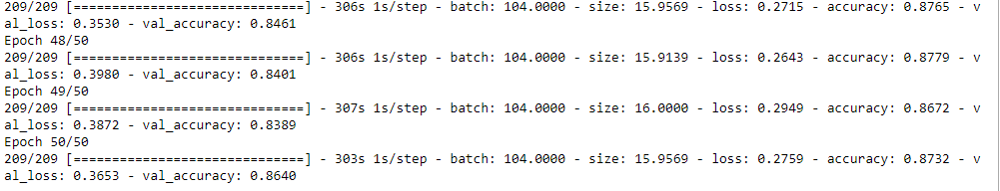 209/209 [==============================] - 306s 1s/step - batch: 104.0000 - size: 15.9569 - loss: 0.2715 - accuracy: 0.8765 - v
al_loss: 0.3530 - val_accuracy: 0.8461
Epoch 48/50
209/209 [==============================] - 306s 1s/step - batch: 104.0000 - size: 15.9139 - loss: 0.2643 - accuracy: 0.8779 - v
al_loss: 0.3980 - val_accuracy: 0.8401
Epoch 49/50
209/209 [==============================] - 307s 1s/step - batch: 104.0000 - size: 16.0000 - loss: 0.2949 - accuracy: 0.8672 - v
al_loss: 0.3872 - val_accuracy: 0.8389
Epoch 50/50
209/209 [==============================] - 303s 1s/step - batch: 104.0000 - size: 15.9569 - loss: 0.2759 - accuracy: 0.8732 - v
al_loss: 0.3653 - val_accuracy: 0.8640